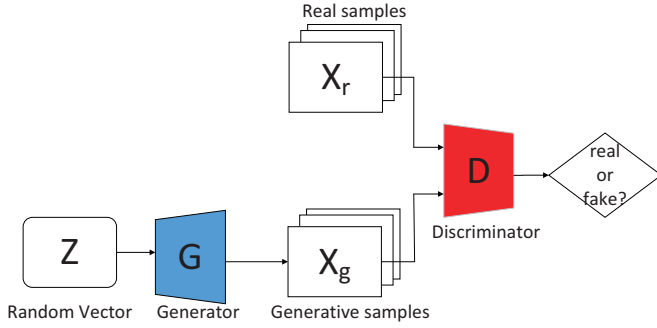 Real samples
Xr
D
real
or
fake?
Discriminator
Z
G
Xg
Random Vector
Generator
Generative samples